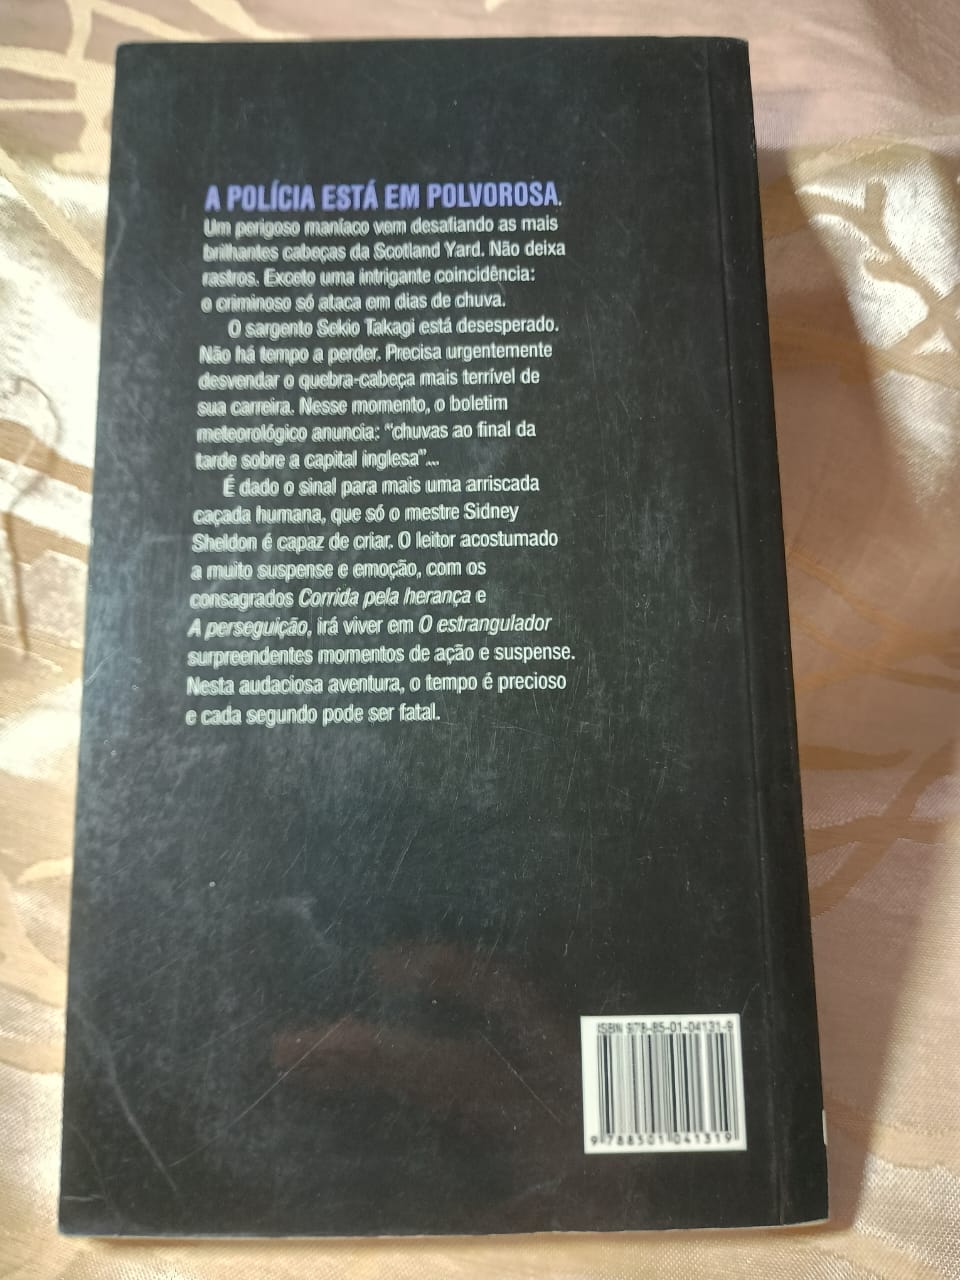 A POLÍCIA ESTÁ EM POLVOROSA.
Um perigoso maníaco vem desafiando as mais
brilhantes cabeças da Scotland Yard. Não deixa
rastros. Exceto uma intrigante coincidência:
o criminoso só ataca em dias de chuva.
O sargento Sekio Takagi está desesperado.
Não há tempo a perder. Precisa urgentemente
desvendar o quebra-cabeça mais terrível de
sua carreira. Nesse momento, o boletim
meteorológico anuncia: “chuvas ao final da
tarde sobre a capital inglesa”...
É dado o sinal para mais uma arriscada
caçada humana, que só o mestre Sidney
Sheldon é capaz de criar. O leitor acostumado
a muito suspense e emoção, com os
consagrados Corrida pela herança e
A perseguição, irá viver em O estrangulador
surpreendentes momentos de ação e suspense.
Nesta audaciosa aventura, o tempo é precioso
e cada segundo pode ser fatal.
ISBN 978-85-01-04131-9
9 788501 041319